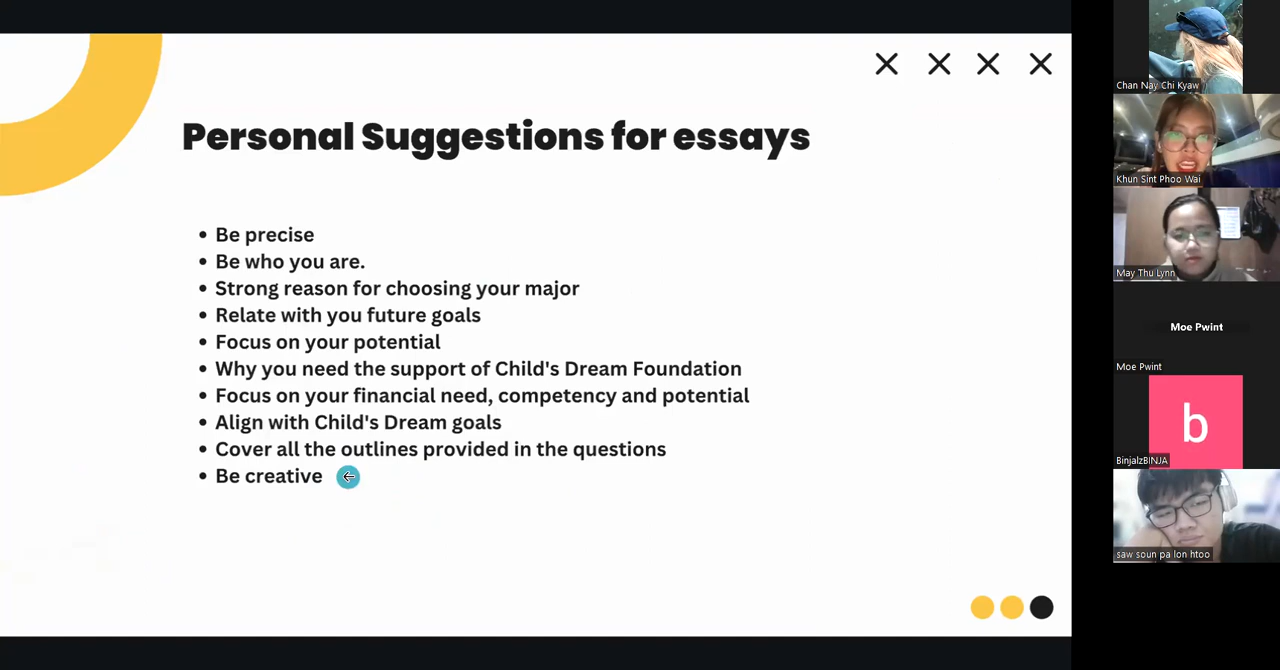 Personal Suggestions for essays
• Be precise
• Be who you are.
• Strong reason for choosing your major
• Relate with you future goals
• Focus on your potential
• Why you need the support of Child's Dream Foundation
• Focus on your financial need, competency and potential
• Align with Child's Dream goals
• Cover all the outlines provided in the questions
• Be creative
Chan Nay Chi Kyaw
Khun Sint Phoo Wai
May Thu Lynn
Moe Pwint
Moe Pwint
b
BinjalzBINJA
saw soun pa lon htoo